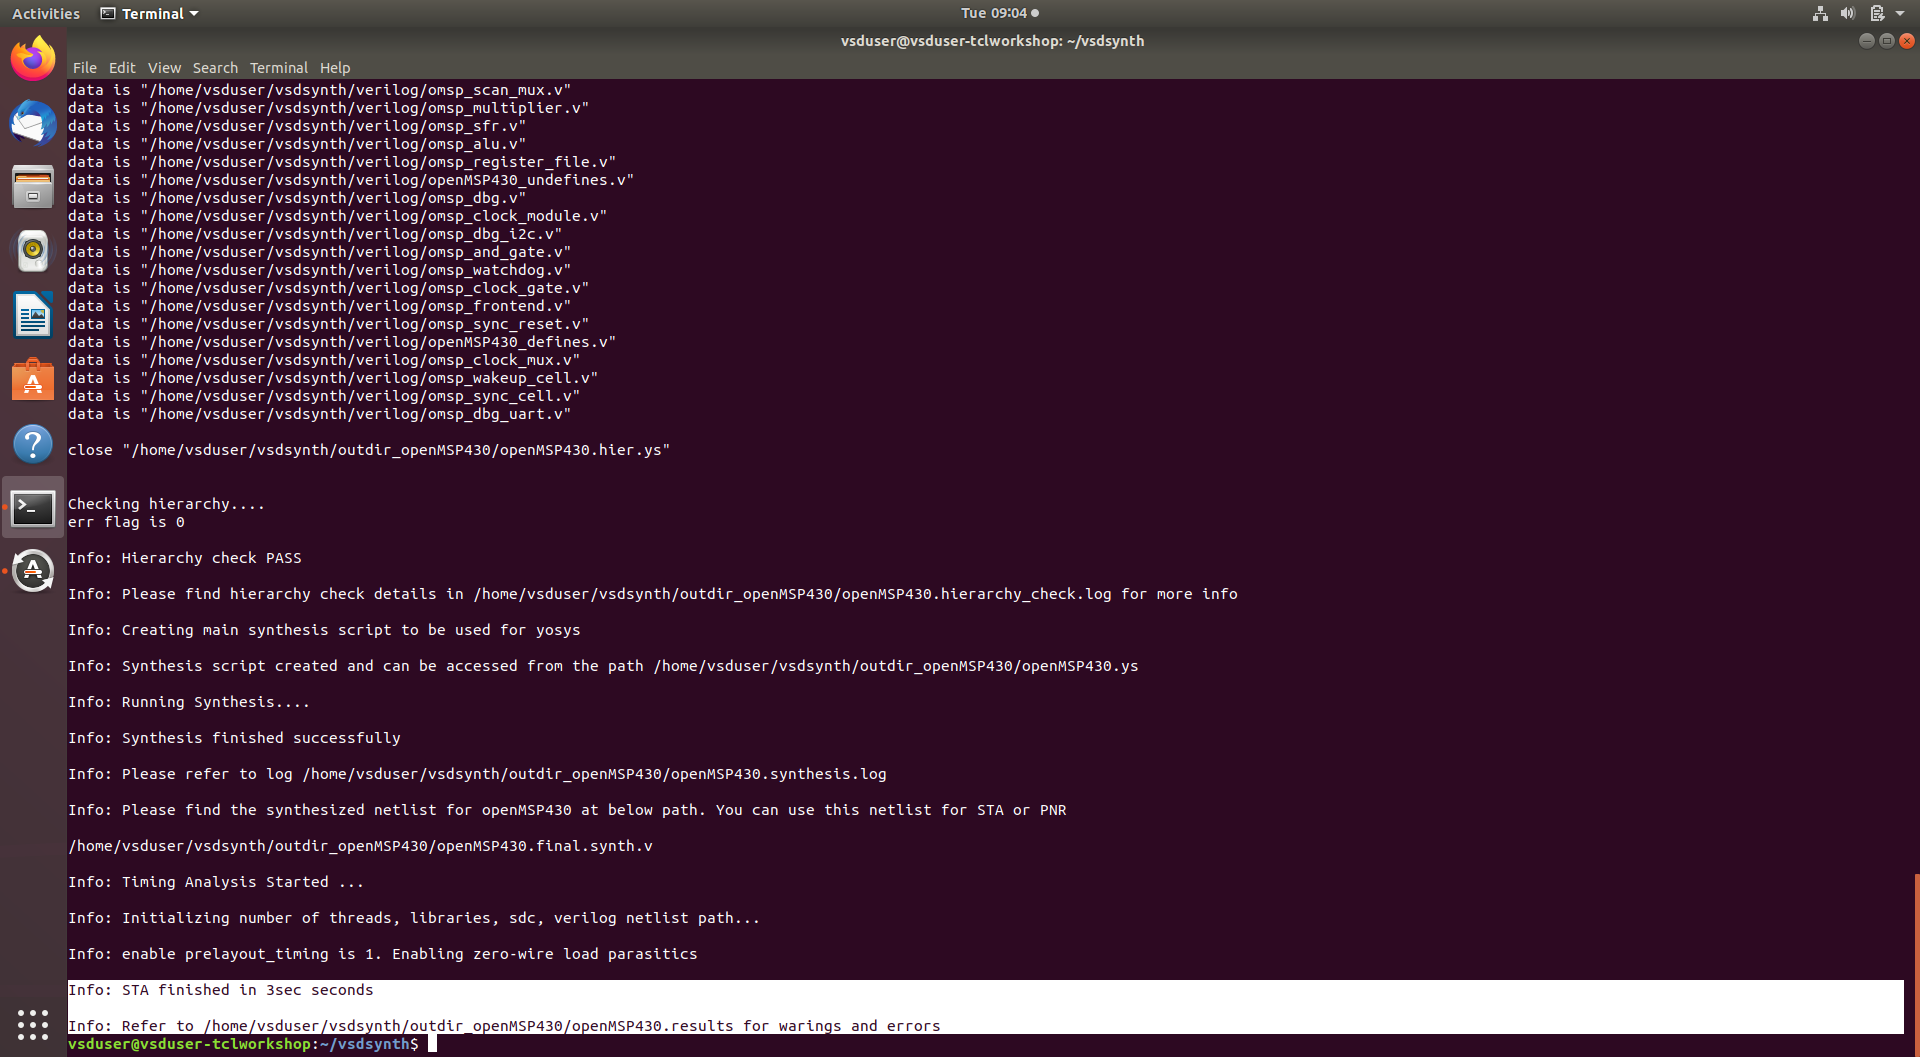 Activities
Terminal
Tue 09:04
vsduser@vsduser-tclworkshop: ~/vsdsynth
File Edit View Search Terminal Help
data is "/home/vsduser/vsdsynth/verilog/omsp_scan_mux.v"
data is "/home/vsduser/vsdsynth/verilog/omsp_multiplier.v"
data is "/home/vsduser/vsdsynth/verilog/omsp_sfr.v"
data is "/home/vsduser/vsdsynth/verilog/omsp_alu.v"
data is "/home/vsduser/vsdsynth/verilog/omsp_register_file.v"
data is "/home/vsduser/vsdsynth/verilog/openMSP430_undefines.v"
data is "/home/vsduser/vsdsynth/verilog/omsp_dbg.v"
data is "/home/vsduser/vsdsynth/verilog/omsp_clock_module.v"
data is "/home/vsduser/vsdsynth/verilog/omsp_dbg_i2c.v"
data is "/home/vsduser/vsdsynth/verilog/omsp_and_gate.v"
data is "/home/vsduser/vsdsynth/verilog/omsp_watchdog.v"
data is "/home/vsduser/vsdsynth/verilog/omsp_clock_gate.v"
data is "/home/vsduser/vsdsynth/verilog/omsp_frontend.v"
data is "/home/vsduser/vsdsynth/verilog/omsp_sync_reset.v"
data is "/home/vsduser/vsdsynth/verilog/openMSP430_defines.v"
data is "/home/vsduser/vsdsynth/verilog/omsp_clock_mux.v"
data is "/home/vsduser/vsdsynth/verilog/omsp_wakeup_cell.v"
data is "/home/vsduser/vsdsynth/verilog/omsp_sync_cell.v"
data is "/home/vsduser/vsdsynth/verilog/omsp_dbg_uart.v"
close "/home/vsduser/vsdsynth/outdir_openMSP430/openMSP430.hier.ys"
Checking hierarchy....
err flag is 0
Info: Hierarchy check PASS
Info: Please find hierarchy check details in /home/vsduser/vsdsynth/outdir_openMSP430/openMSP430.hierarchy_check.log for more info
Info: Creating main synthesis script to be used for yosys
Info: Synthesis script created and can be accessed from the path /home/vsduser/vsdsynth/outdir_openMSP430/openMSP430.ys
Info: Running Synthesis....
Info: Synthesis finished successfully
Info: Please refer to log /home/vsduser/vsdsynth/outdir_openMSP430/openMSP430.synthesis.log
Info: Please find the synthesized netlist for openMSP430 at below path. You can use this netlist for STA or PNR
/home/vsduser/vsdsynth/outdir_openMSP430/openMSP430.final.synth.v
Info: Timing Analysis Started ...
Info: Initializing number of threads, libraries, sdc, verilog netlist path...
Info: enable prelayout_timing is 1. Enabling zero-wire load parasitics
Info: STA finished in 3sec seconds
Info: Refer to /home/vsduser/vsdsynth/outdir_openMSP430/openMSP430.results for warings and errors
vsduser@vsduser-tclworkshop:~/vsdsynth$